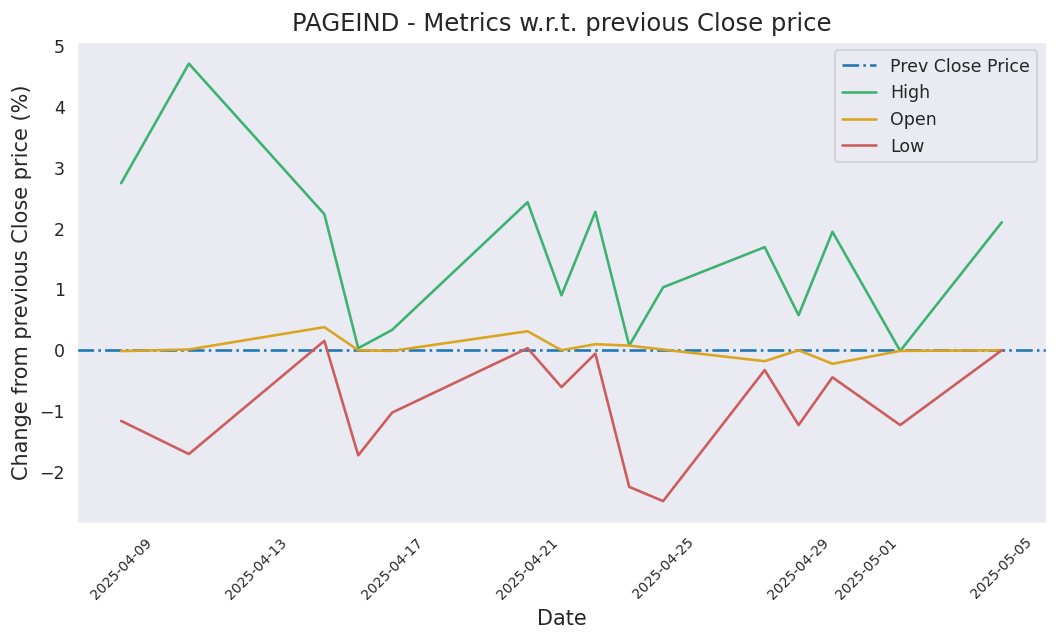 PAGEIND - Metrics w.r.t. previous Close price
Change from previous Close price (%)
5
4
3
2
1
0
−1
−2
Prev Close Price
High
Open
Low
2025-04-09
2025-04-13
2025-04-17
2025-04-21
2025-04-25
2025-04-29
2025-05-01
2025-05-05
Date